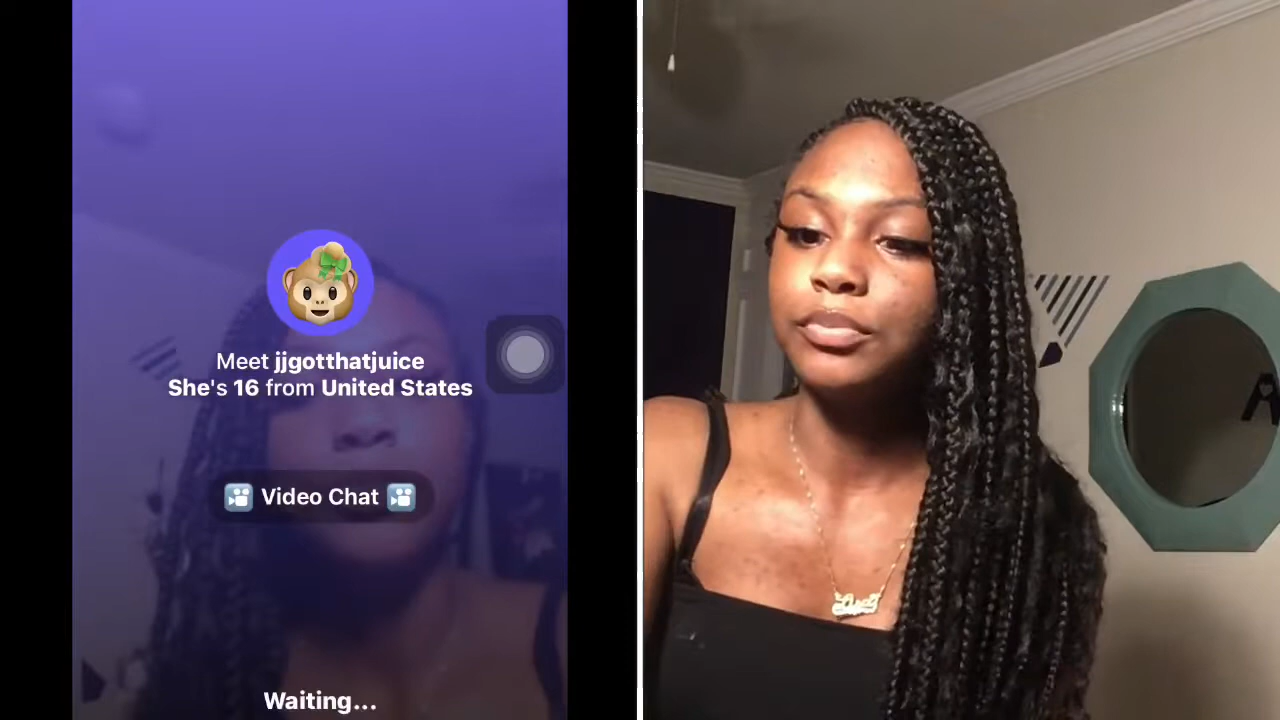 Meet jjgotthatjuice
She's 16 from United States
Video Chat
Waiting...